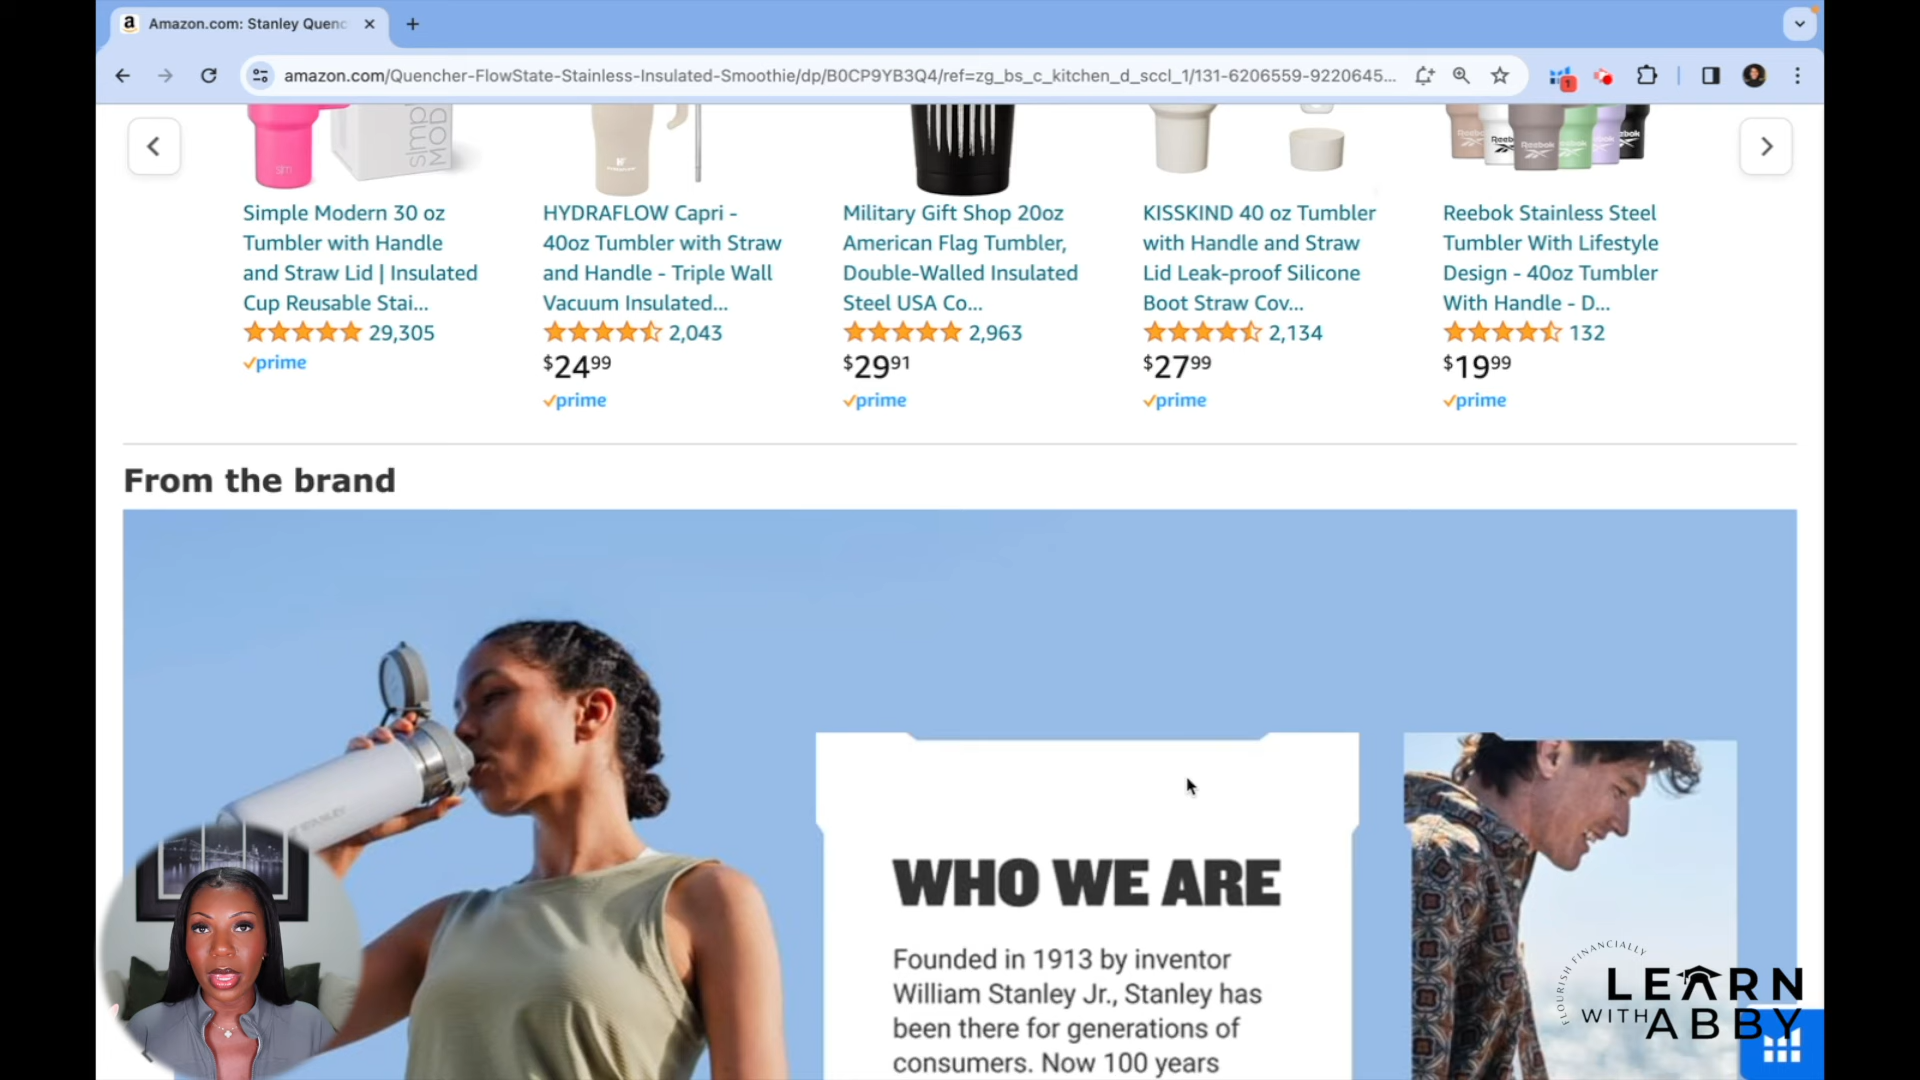 Amazon.com: Stanley Quenc
amazon.com/Quencher-FlowState-Stainless-Insulated-Smoothie/dp/B0CP9YB3Q4/ref=zg_bs_c_kitchen_d_sccl_1/131-6206559-9220645...
1
simple
MOD
sm
Reebok
Simple Modern 30 oz
Tumbler with Handle
and Straw Lid | Insulated
Cup Reusable Stai...
29,305
prime
HYDRAFLOW Capri -
40oz Tumbler with Straw
and Handle - Triple Wall
Vacuum Insulated...
2,043
$24.99
prime
Military Gift Shop 20oz
American Flag Tumbler,
Double-Walled Insulated
Steel USA Co...
2,963
$29.91
prime
KISSKIND 40 oz Tumbler
with Handle and Straw
Lid Leak-proof Silicone
Boot Straw Cov...
2,134
$27.99
prime
Reebok Stainless Steel
Tumbler With Lifestyle
Design - 40oz Tumbler
With Handle - D...
132
$19.99
prime
From the brand
STANLEY
WHO WE ARE
Founded in 1913 by inventor
William Stanley Jr., Stanley has
been there for generations of
consumers. Now 100 years
FLOURISH FINANCIALLY
LEARN
WITH ABBY